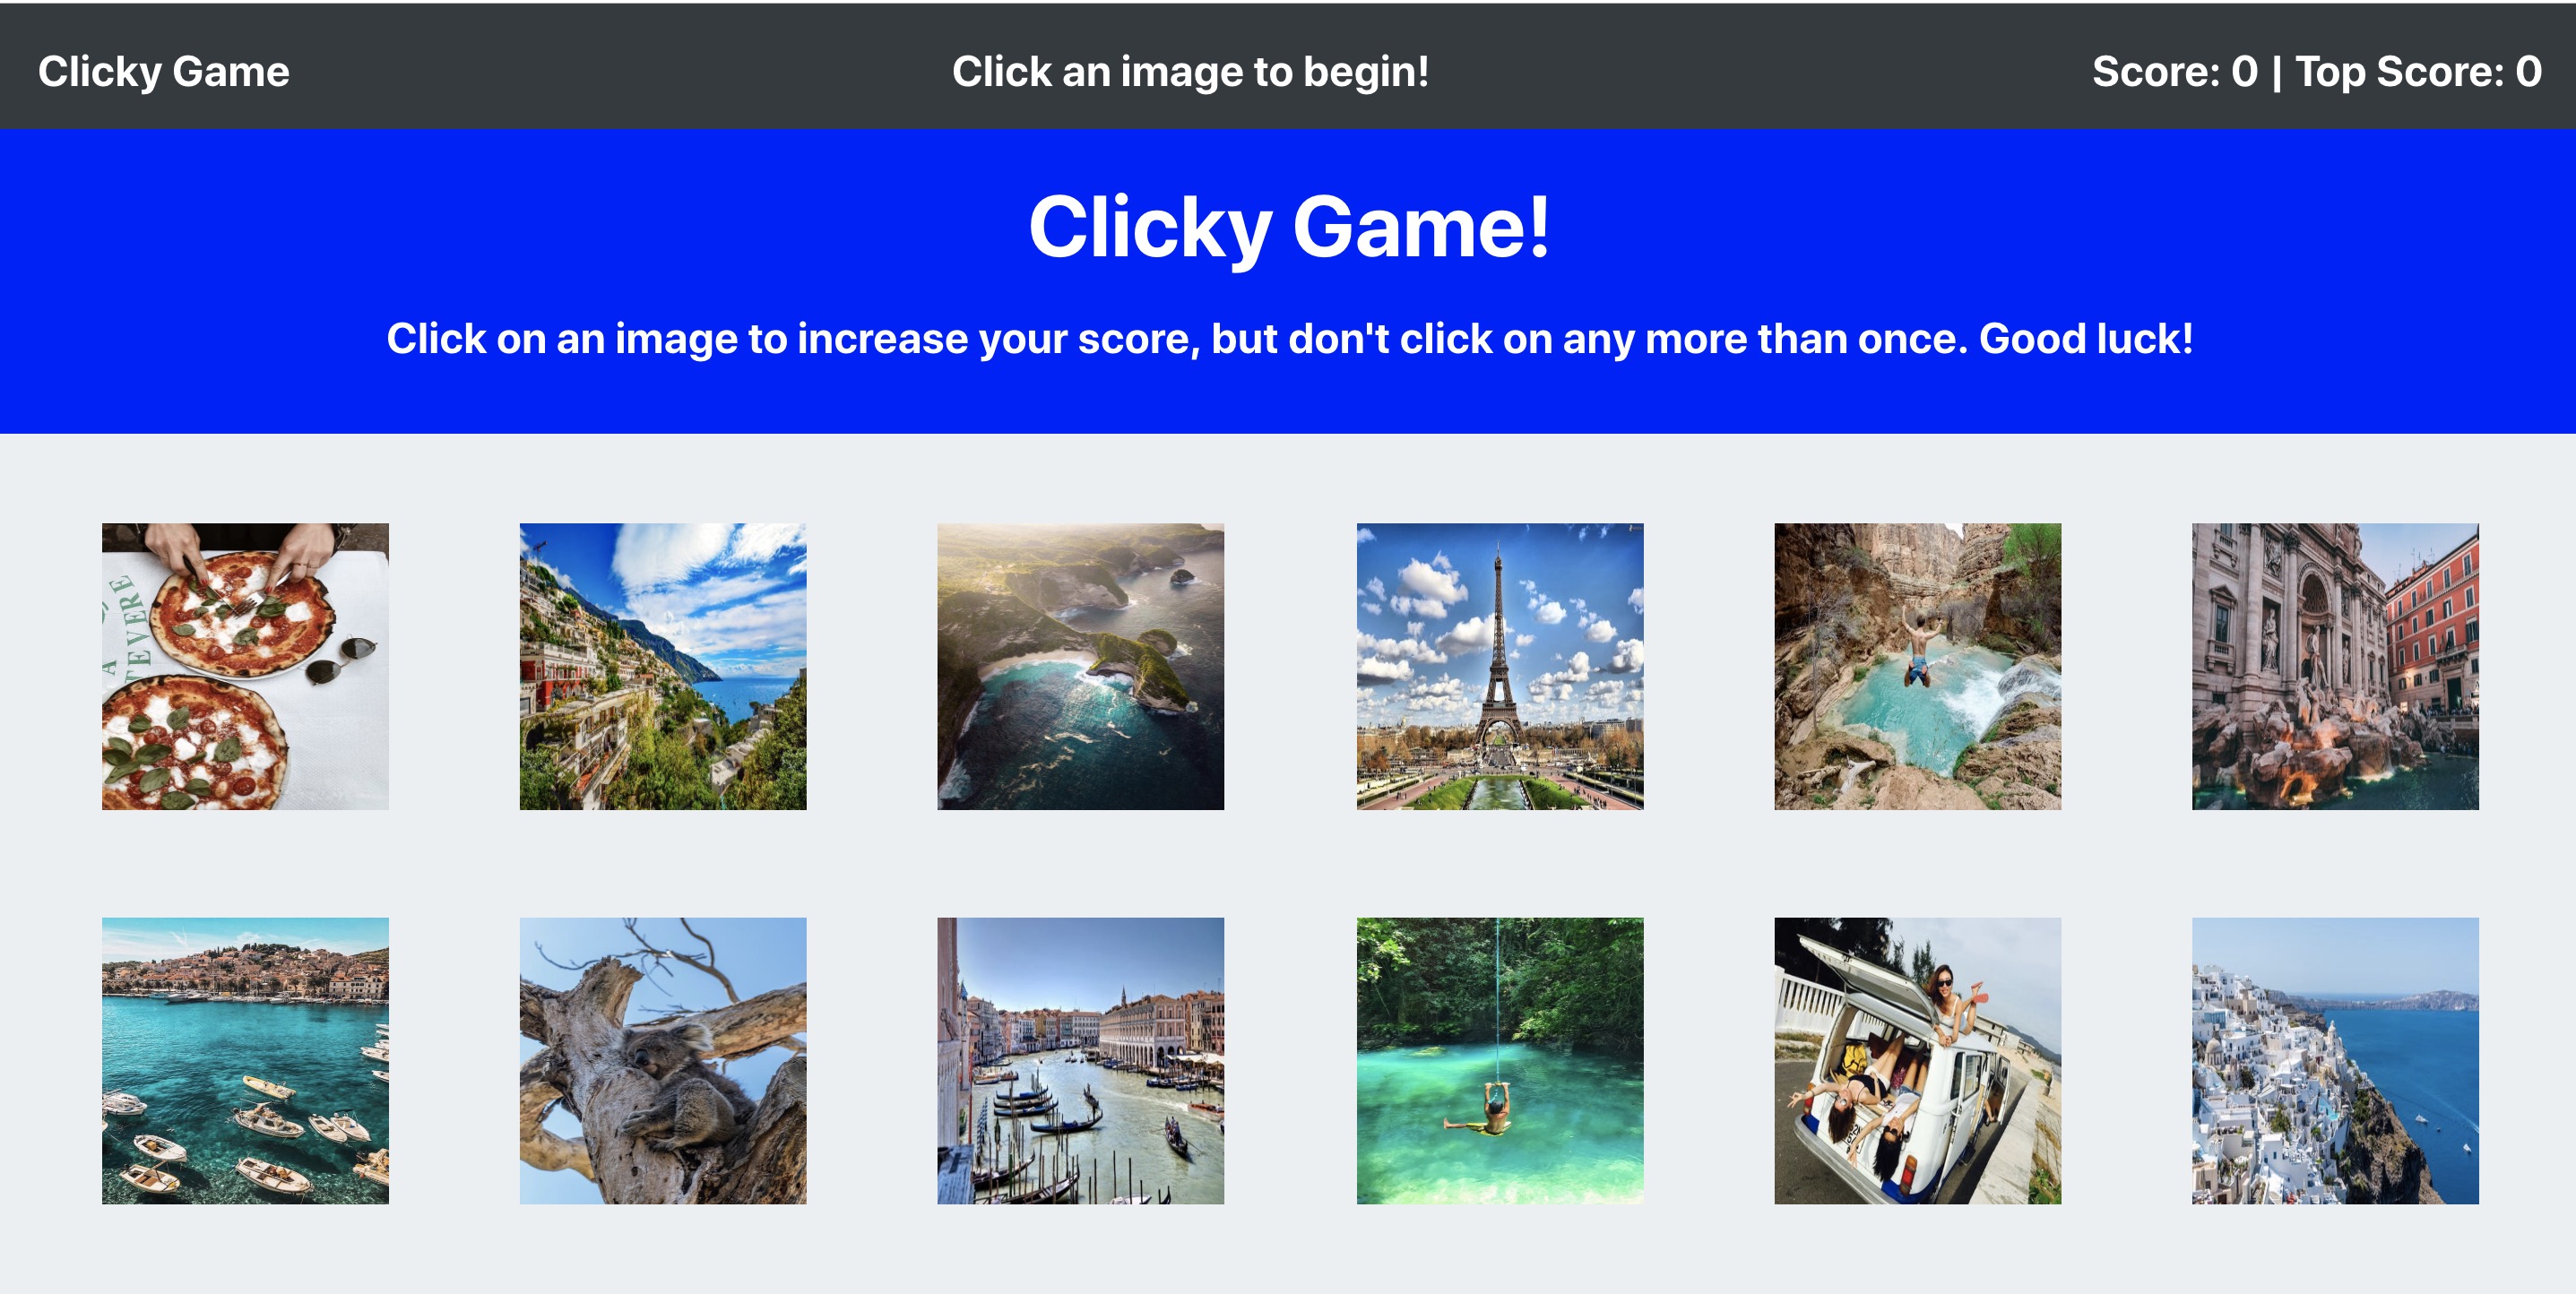 Clicky Game
Click an image to begin!
Score: 0 | Top Score: 0
Clicky Game!
Click on an image to increase your score, but don't click on any more than once. Good luck!
TEVERE